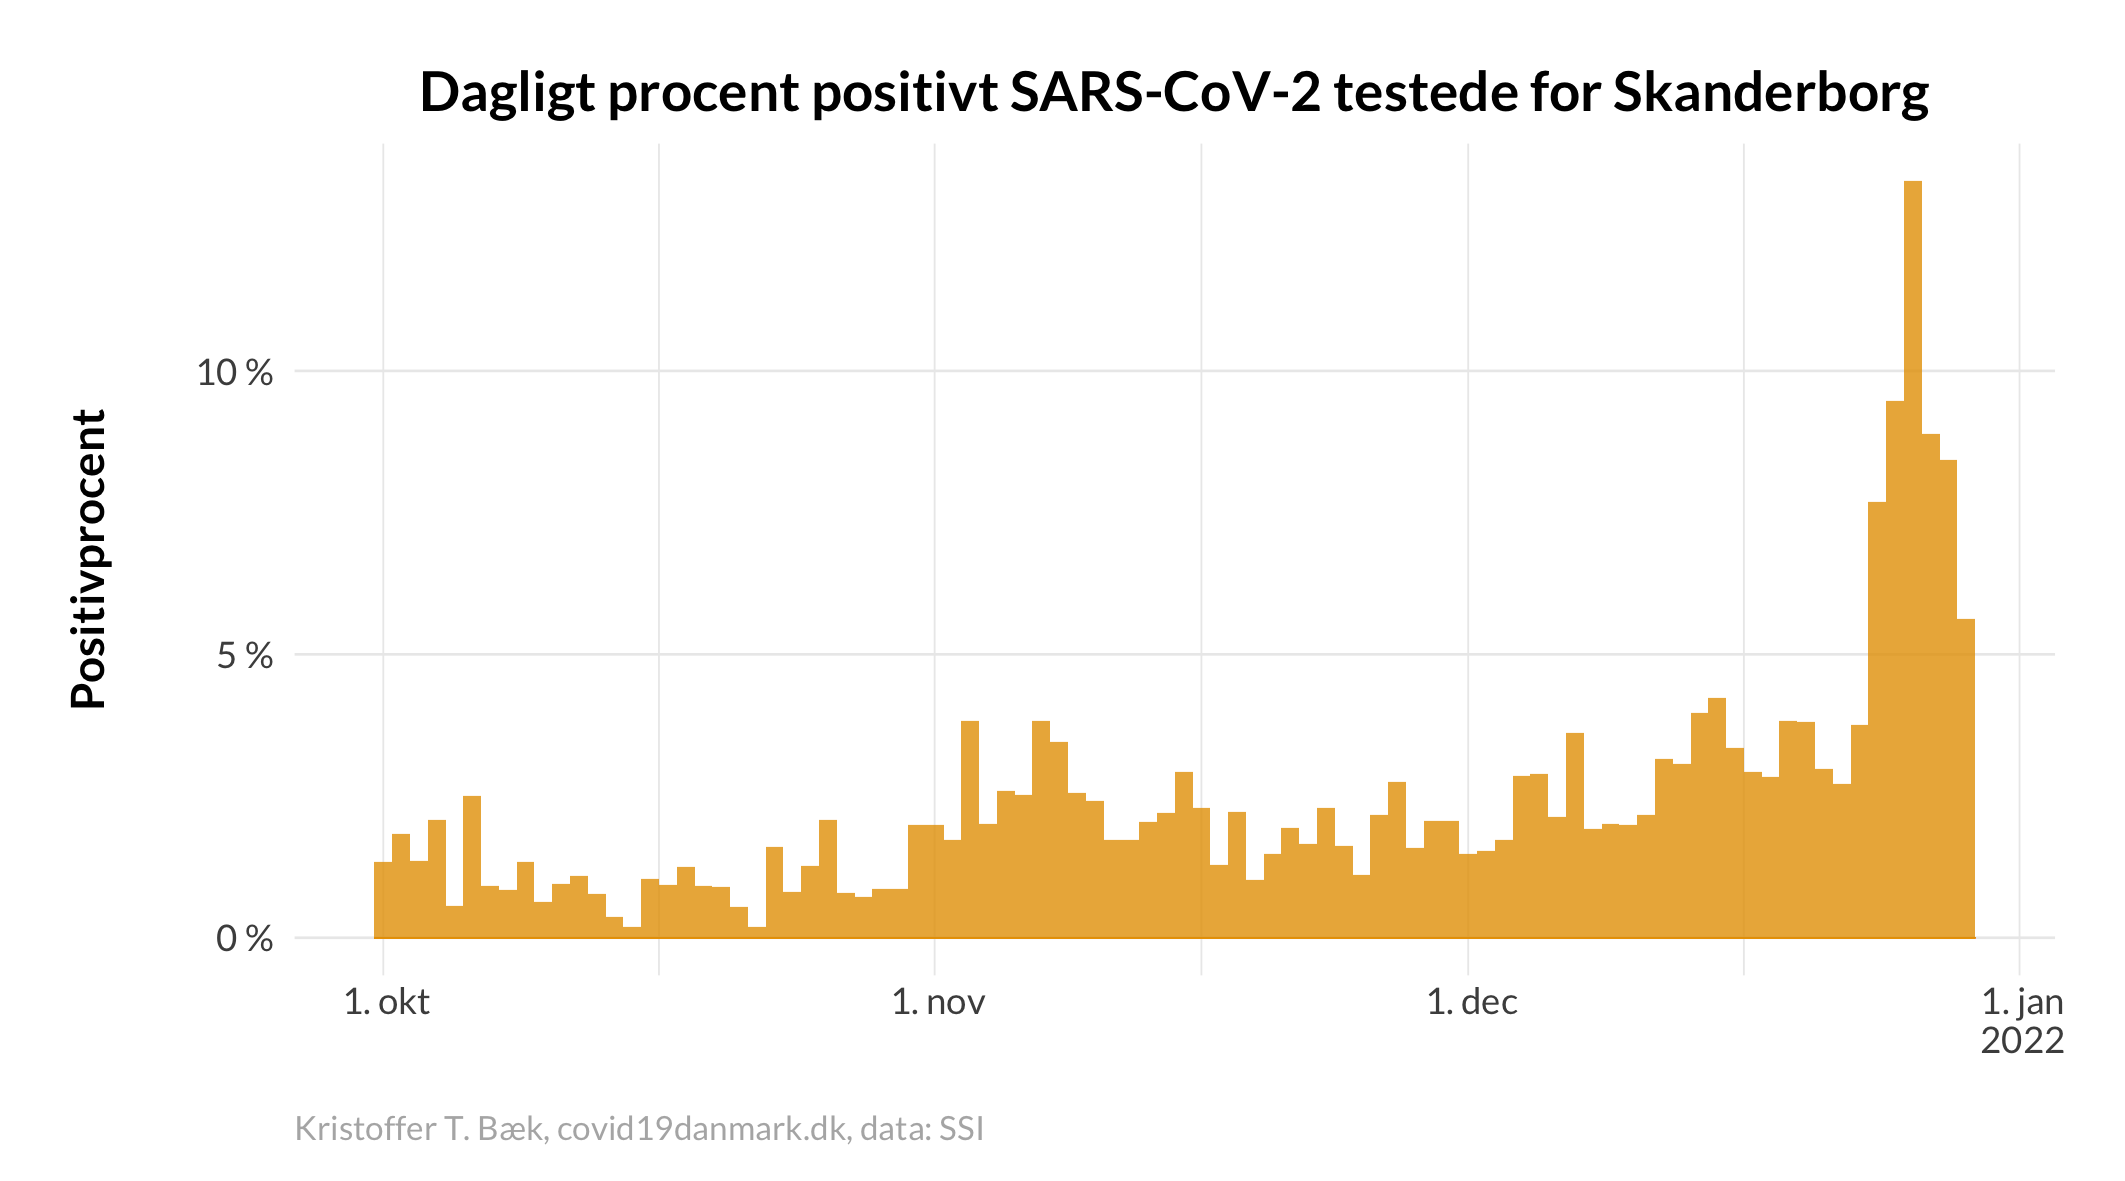 Dagligt procent positivt SARS-CoV-2 testede for Skanderborg
Positivprocent
10 %
5 %
0 %
1. okt
1. nov
1. dec
1. jan
2022
Kristoffer T. Bæk, covid19danmark.dk, data: SSI